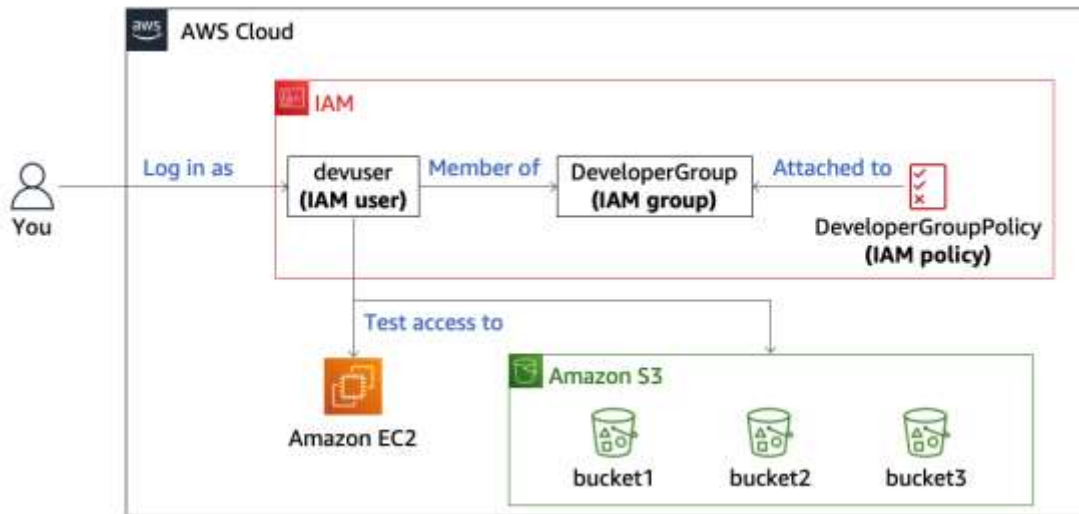 aws
AWS Cloud
IAM
Log in as
devuser
(IAM user)
Member of
DeveloperGroup
(IAM group)
Attached to
You
DeveloperGroupPolicy
(IAM policy)
Test access to
Amazon EC2
Amazon S3
bucket1
bucket2
bucket3